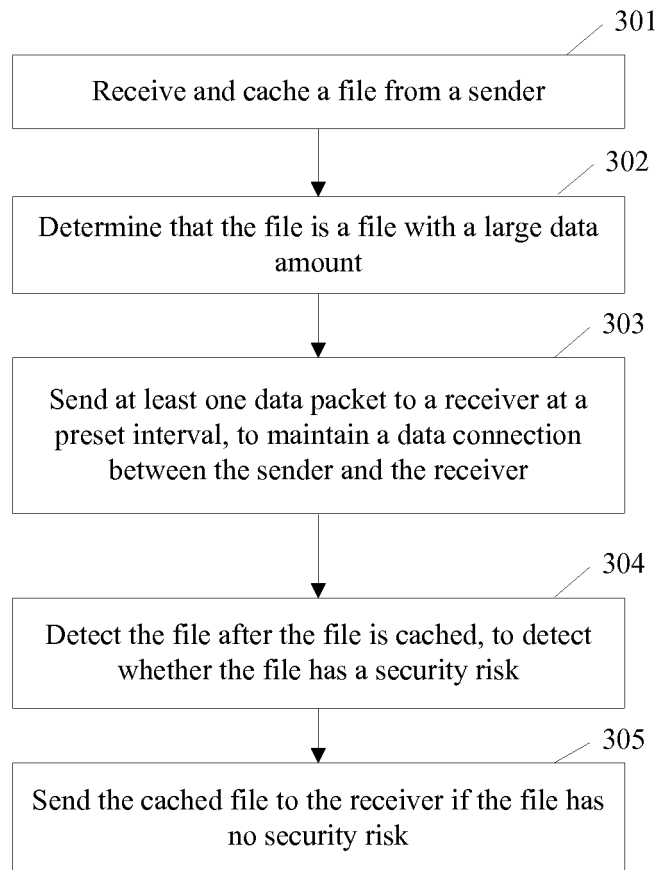 301
Receive and cache a file from a sender
302
Determine that the file is a file with a large data
amount
303
Send at least one data packet to a receiver at a
preset interval, to maintain a data connection
between the sender and the receiver
304
Detect the file after the file is cached, to detect
whether the file has a security risk
305
Send the cached file to the receiver if the file has
no security risk